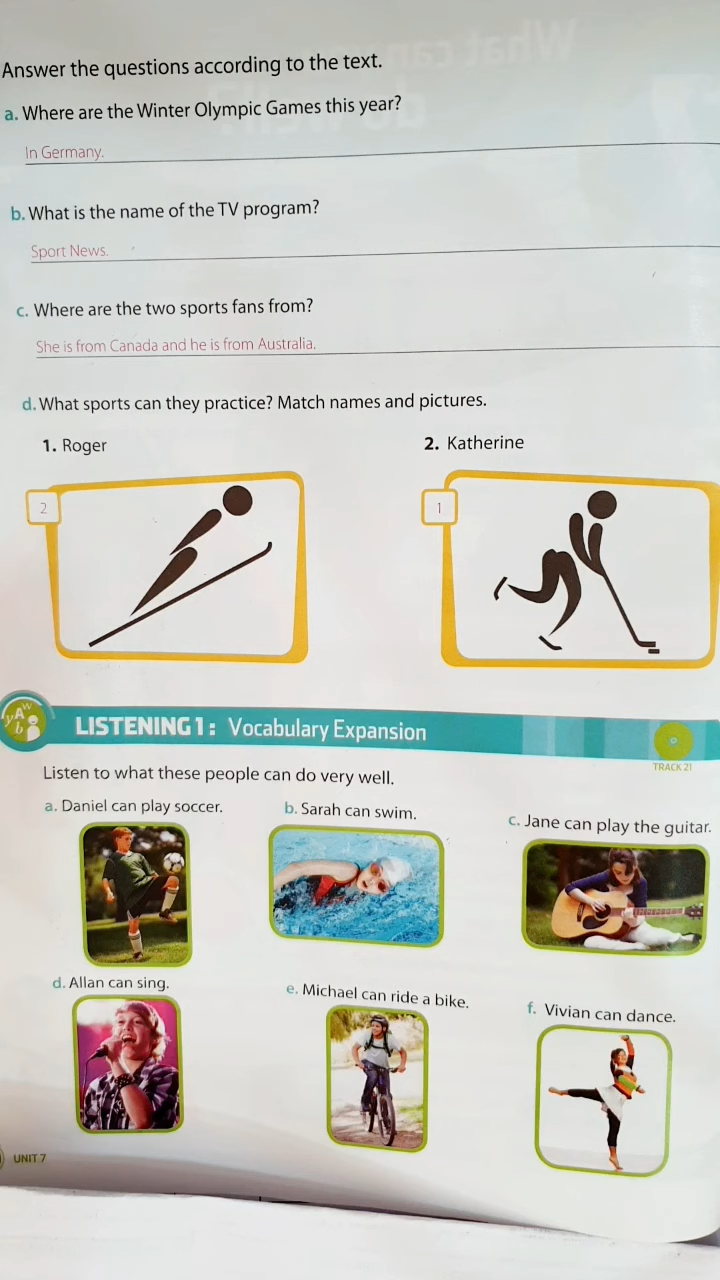 Answer the questions according to the text.
a. Where are the Winter Olympic Games this year?
In Germany.
b. What is the name of the TV program?
Sport News.
c. Where are the two sports fans from?
She is from Canada and he is from Australia.
d. What sports can they practice? Match names and pictures.
1. Roger
2. Katherine
2
1
LISTENING 1: Vocabulary Expansion
TRACK 21
Listen to what these people can do very well.
a. Daniel can play soccer.
b. Sarah can swim.
c. Jane can play the guitar.
d. Allan can sing.
e. Michael can ride a bike.
f. Vivian can dance.
UNIT 7